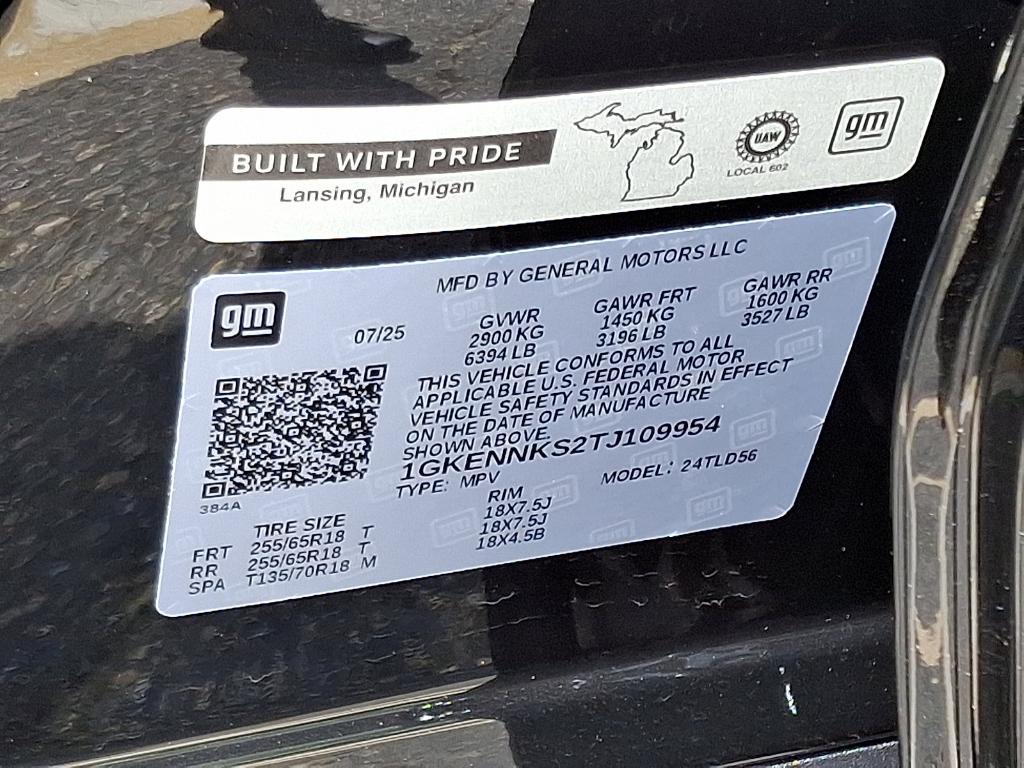 BUILT WITH PRIDE
Lansing, Michigan
UAW
LOCAL 602
gm
MFD BY GENERAL MOTORS LLC
gm
07/25
GVWR GAWR FRT GAWR RR
2900 KG 1450 KG 1600 KG
6394 LB 3196 LB 3527 LB
THIS VEHICLE CONFORMS TO ALL
APPLICABLE U.S. FEDERAL MOTOR
VEHICLE SAFETY STANDARDS IN EFFECT
ON THE DATE OF MANUFACTURE
SHOWN ABOVE.
1GKENNKS2TJ109954
TYPE: MPV MODEL: 24TLD56
384A
TIRE SIZE RIM
FRT 255/65R18 T 18X7.5J
RR 255/65R18 T 18X7.5J
SPA T135/70R18 M 18X4.5B